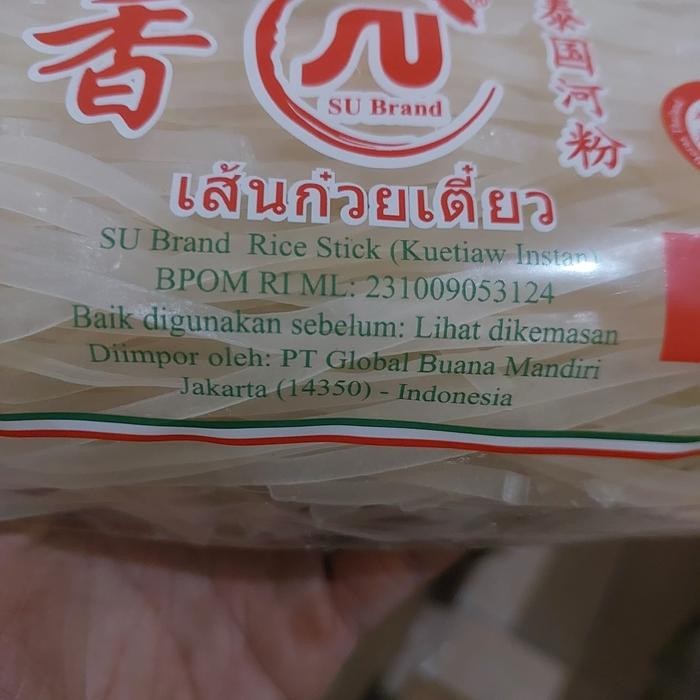 香
SU Brand
泰国河粉
เส้นก๋วยเตี๋ยว
SU Brand Rice Stick (Kuetiaw Instan)
BPOM RI ML: 231009053124
Baik digunakan sebelum: Lihat dikemasan
Diimpor oleh: PT Global Buana Mandiri
Jakarta (14350) - Indonesia